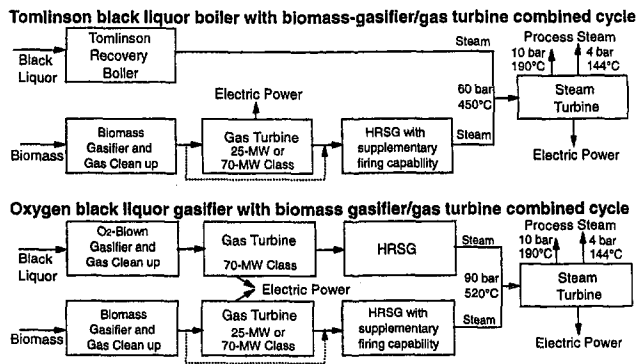 Tomlinson black liquor boiler with biomass-gasifier/gas turbine combined cycle
Black
Liquor
Tomlinson
Recovery
Boiler
Steam
Process Steam
10 bar
190°C
4 bar
144°C
60 bar
450°C
Steam
Turbine
Electric Power
Electric Power
Biomass
Biomass
Gasifier and
Gas Clean up
Gas Turbine
25-MW or
70-MW Class
HRSG with
supplementary
firing capability
Steam
Oxygen black liquor gasifier with biomass gasifier/gas turbine combined cycle
Black
Liquor
O2-Blown
Gasifier and
Gas Clean up
Gas Turbine
70-MW Class
HRSG
Steam
Process Steam
10 bar
190°C
4 bar
144°C
90 bar
520°C
Steam
Turbine
Electric Power
Electric Power
Biomass
Biomass
Gasifier and
Gas Clean up
Gas Turbine
25-MW or
70-MW Class
HRSG with
supplementary
firing capability
Steam